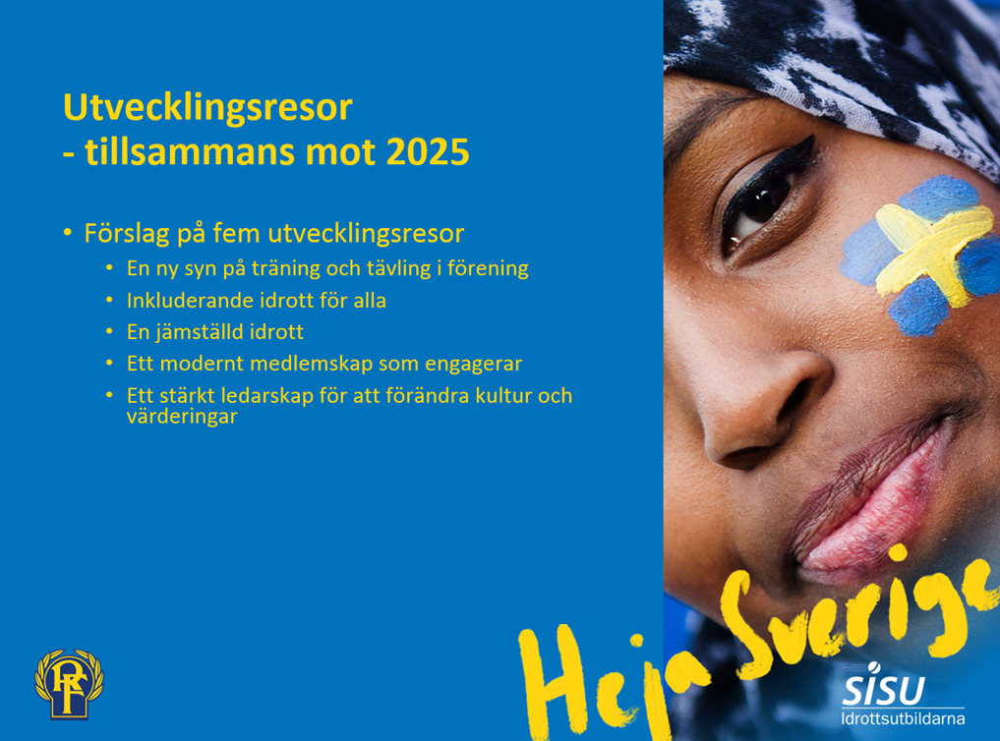 Utvecklingsresor
- tillsammans mot 2025
• Förslag på fem utvecklingsresor
• En ny syn på träning och tävling i förening
• Inkluderande idrott för alla
• En jämställd idrott
• Ett modernt medlemskap som engagerar
• Ett stärkt ledarskap för att förändra kultur och
värderingar
Heja Sverige
RF
SISU
Idrottsutbildarna